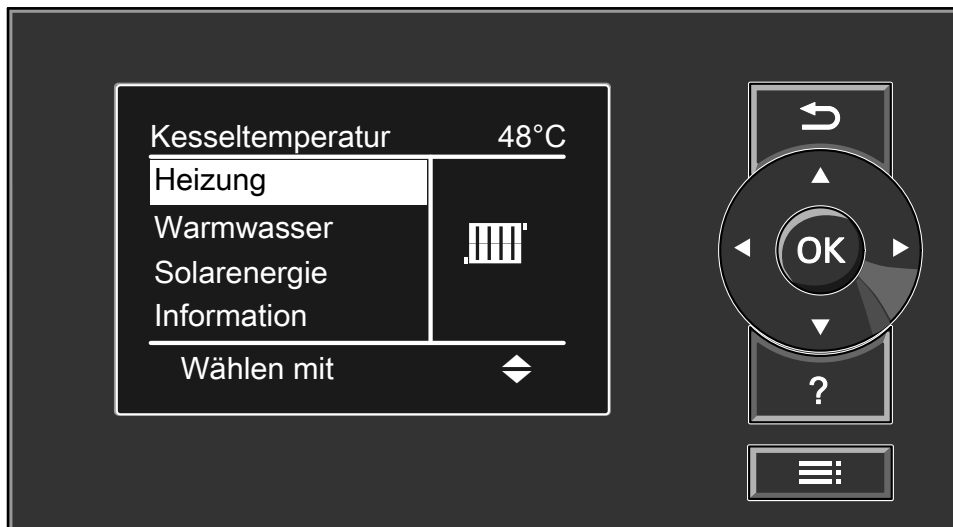 Kesseltemperatur 48°C
Heizung
Warmwasser
Solarenergie
Information
Wählen mit
OK
?